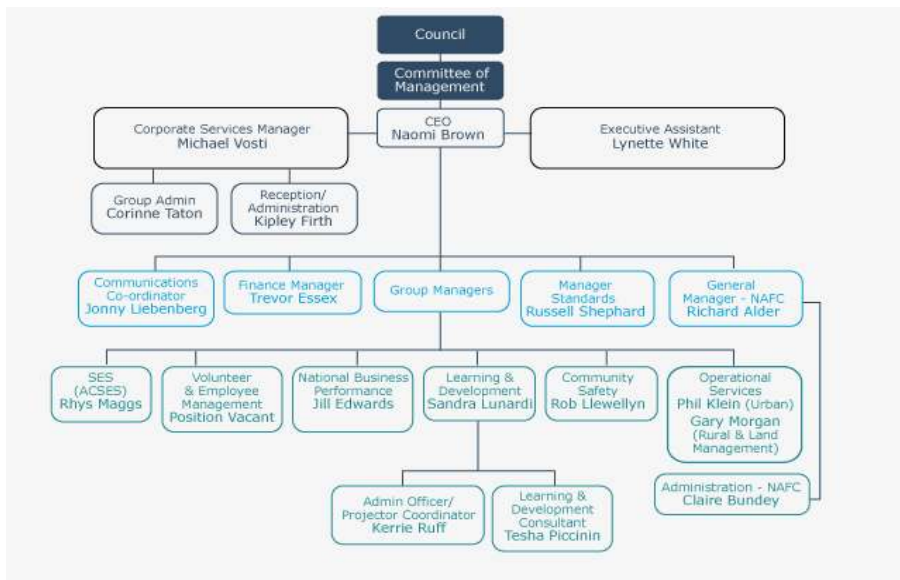 Council
Committee of
Management
CEO
Naomi Brown
Corporate Services Manager
Michael Vosti
Executive Assistant
Lynette White
Group Admin
Corinne Taton
Reception/
Administration
Kipley Firth
Communications
Co-ordinator
Jonny Liebenberg
Finance Manager
Trevor Essex
Group Managers
Manager
Standards
Russell Shephard
General
Manager - NAFC
Richard Alder
SES
(ACSES)
Rhys Maggs
Volunteer
& Employee
Management
Position Vacant
National Business
Performance
Jill Edwards
Learning &
Development
Sandra Lunardi
Community
Safety
Rob Llewellyn
Operational
Services
Phil Klein (Urban)
Gary Morgan
(Rural & Land
Management)
Admin Officer/
Projector Coordinator
Kerrie Ruff
Learning &
Development
Consultant
Tesha Piccinin
Administration - NAFC
Claire Bundey